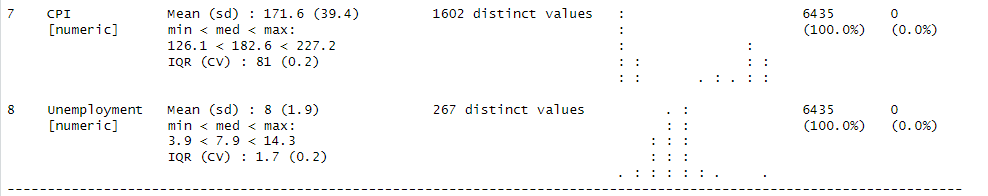 7 CPI Mean (sd) : 171.6 (39.4) 1602 distinct values : 6435 0
[numeric] min < med < max: : (100.0%) (0.0%)
126.1 < 182.6 < 227.2 : :
IQR (CV) : 81 (0.2) : : : :
: : . : . : :
8 Unemployment Mean (sd) : 8 (1.9) 267 distinct values . : 6435 0
[numeric] min < med < max: : : (100.0%) (0.0%)
3.9 < 7.9 < 14.3 : : :
IQR (CV) : 1.7 (0.2) : : :
. : : : : : . .
----------------------------------------------------------------------------------------------------------------------